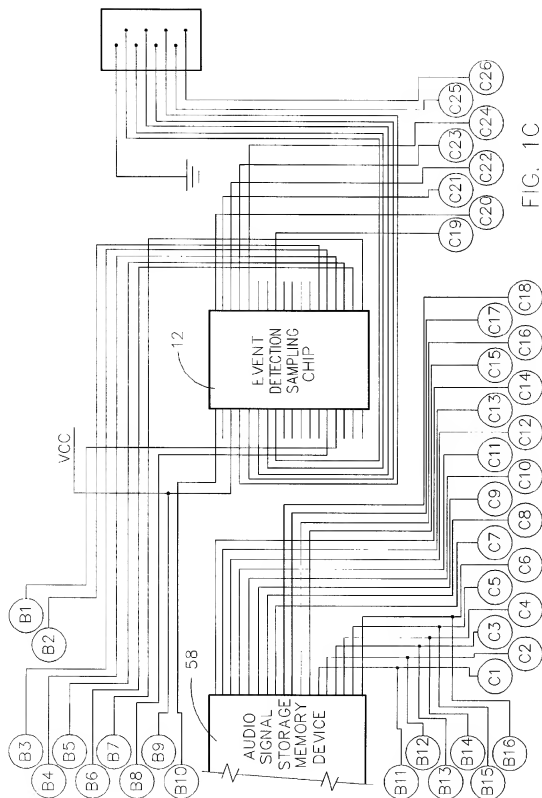 B1
B2
B3
B4
B5
B6
B7
B8
B9
B10
VCC
12
EVENT
DETECTION
SAMPLING
CHIP
58
AUDIO
SIGNAL
STORAGE
MEMORY
DEVICE
B11
B12
B13
B14
B15
B16
C1
C2
C3
C4
C5
C6
C7
C8
C9
C10
C11
C12
C13
C14
C15
C16
C17
C18
C19
C20
C21
C22
C23
C24
C25
C26
FIG. 1C